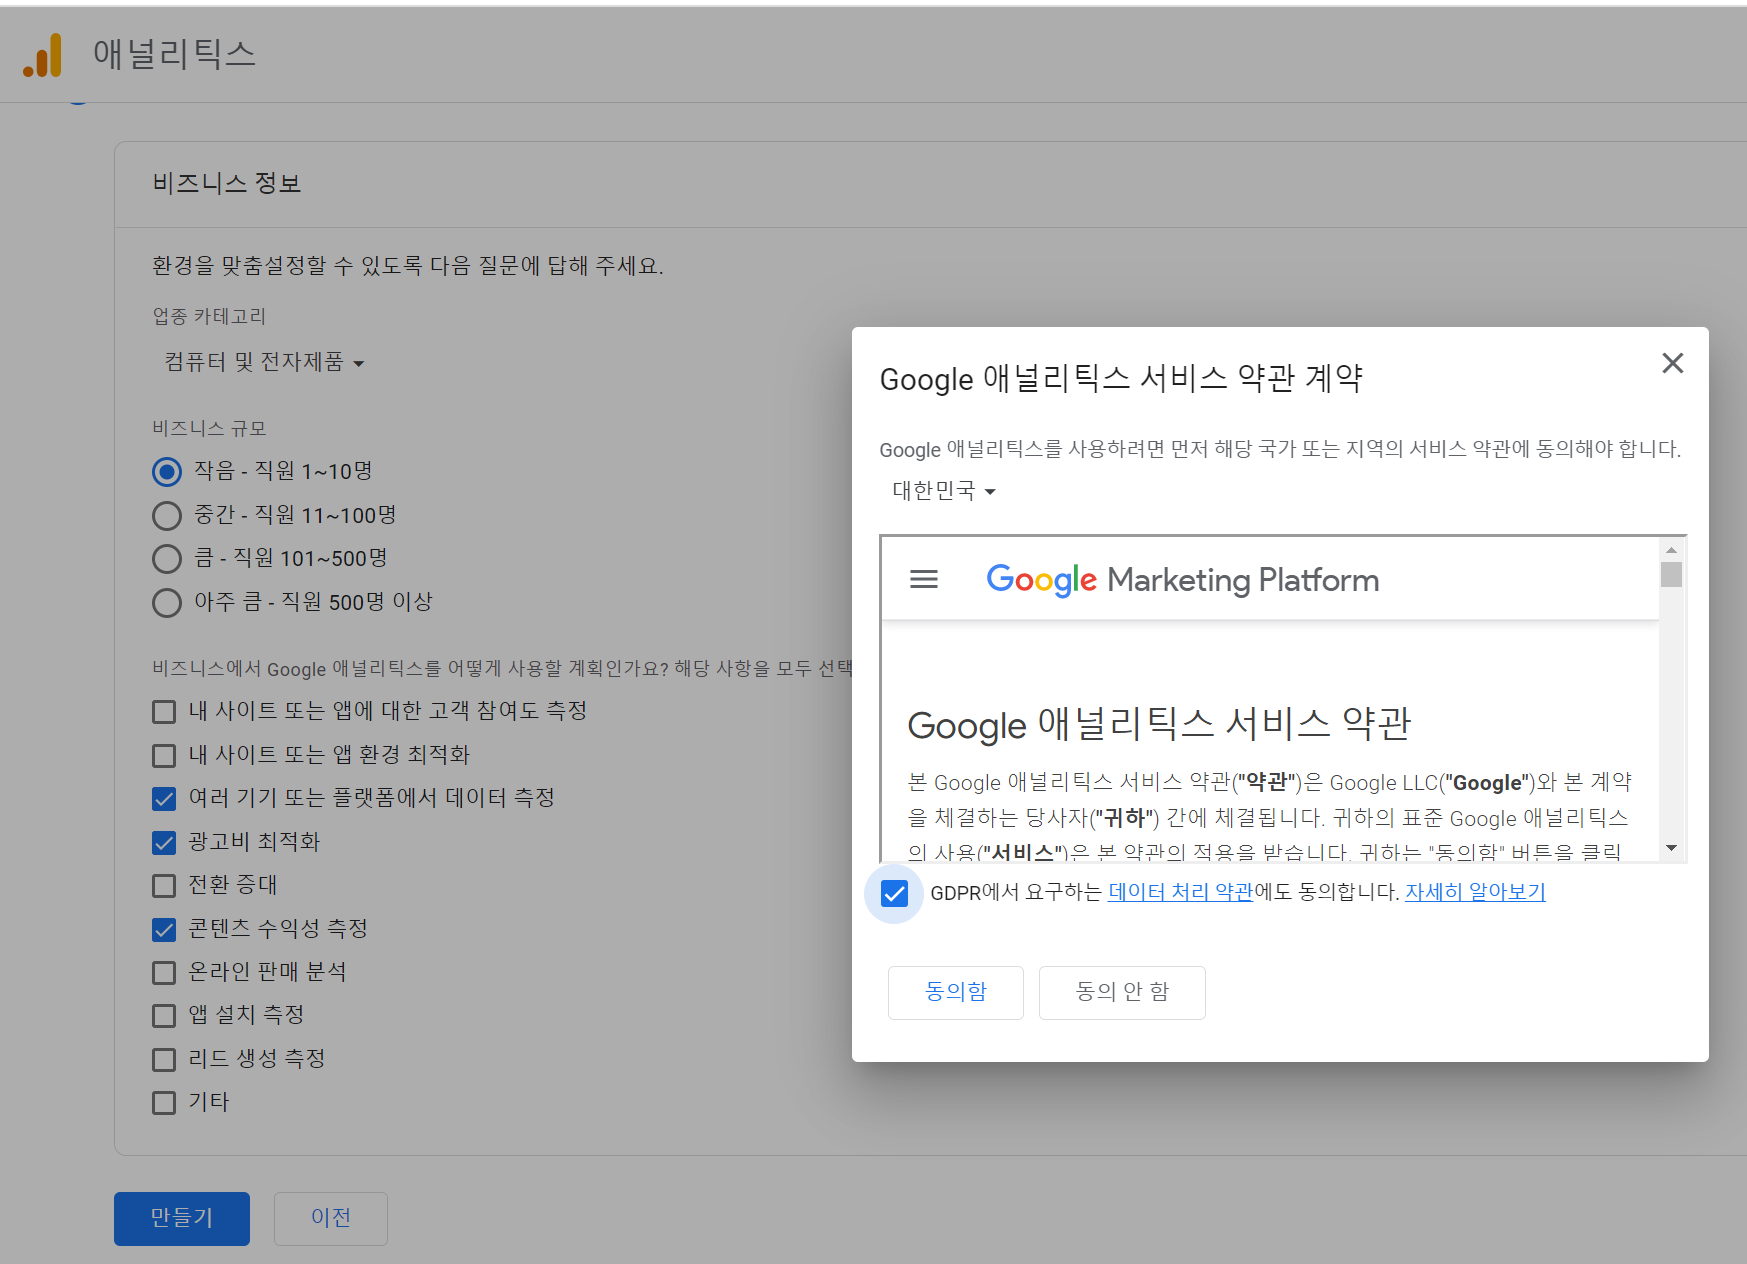 애널리틱스
비즈니스 정보
환경을 맞춤설정할 수 있도록 다음 질문에 답해 주세요.
업종 카테고리
컴퓨터 및 전자제품
비즈니스 규모
작음 - 직원 1~10명
중간 - 직원 11~100명
큼 - 직원 101~500명
아주 큼 - 직원 500명 이상
비즈니스에서 Google 애널리틱스를 어떻게 사용할 계획인가요? 해당 사항을 모두 선택
내 사이트 또는 앱에 대한 고객 참여도 측정
내 사이트 또는 앱 환경 최적화
여러 기기 또는 플랫폼에서 데이터 측정
광고비 최적화
전환 증대
콘텐츠 수익성 측정
온라인 판매 분석
앱 설치 측정
리드 생성 측정
기타
만들기
이전
Google 애널리틱스 서비스 약관 계약
Google 애널리틱스를 사용하려면 먼저 해당 국가 또는 지역의 서비스 약관에 동의해야 합니다.
대한민국
Google Marketing Platform
Google 애널리틱스 서비스 약관
본 Google 애널리틱스 서비스 약관("약관")은 Google LLC("Google")와 본 계약
을 체결하는 당사자("귀하") 간에 체결됩니다. 귀하의 표준 Google 애널리틱스
의 사용("서비스")은 본 약관의 적용을 받습니다. 귀하는 "동의함" 버튼을 클릭
GDPR에서 요구하는 데이터 처리 약관에도 동의합니다. 자세히 알아보기
동의함
동의 안 함